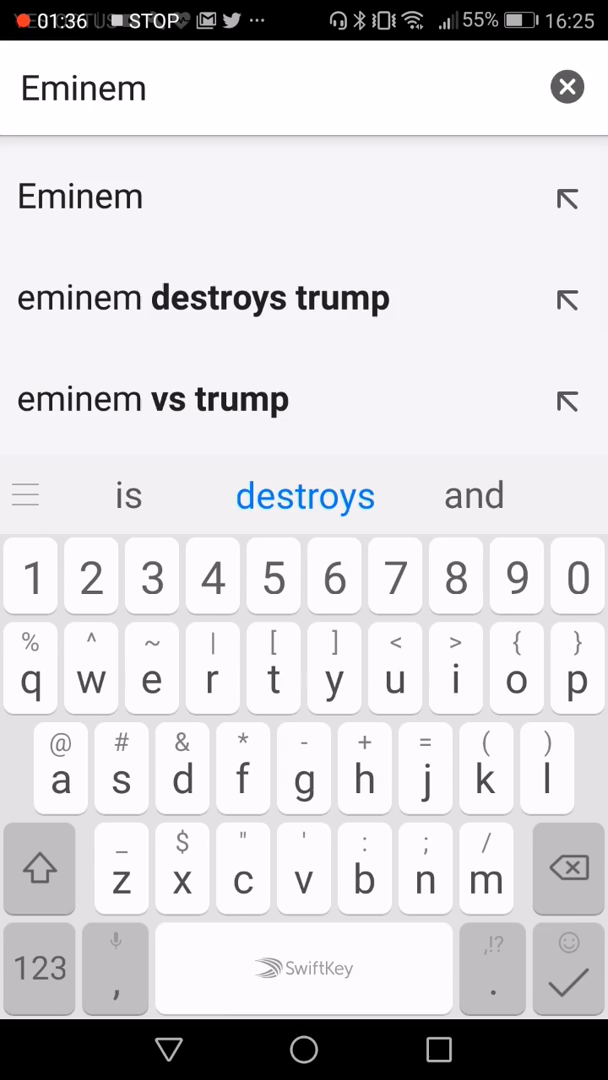 01:36 STOP 55% 16:25
Eminem
Eminem
eminem destroys trump
eminem vs trump
is destroys and
1 2 3 4 5 6 7 8 9 0
% ^ ~ | [ ] < > { }
q w e r t y u i o p
@ # & * - + = ( )
a s d f g h j k l
_ $ " ' : ; /
z x c v b n m
,!?
123 , SwiftKey .